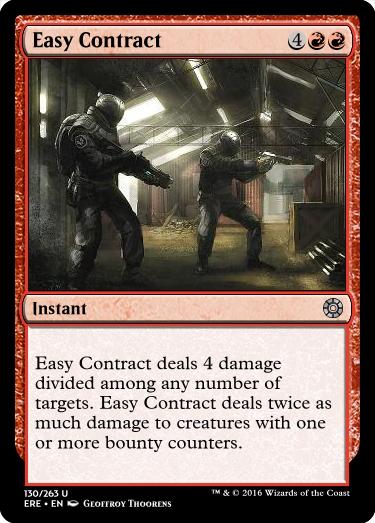 Easy Contract 4
Instant
Easy Contract deals 4 damage
divided among any number of
targets. Easy Contract deals twice as
much damage to creatures with one
or more bounty counters.
130/263 U
ERE • EN Geoffroy Thoorens
™ & © 2016 Wizards of the Coast